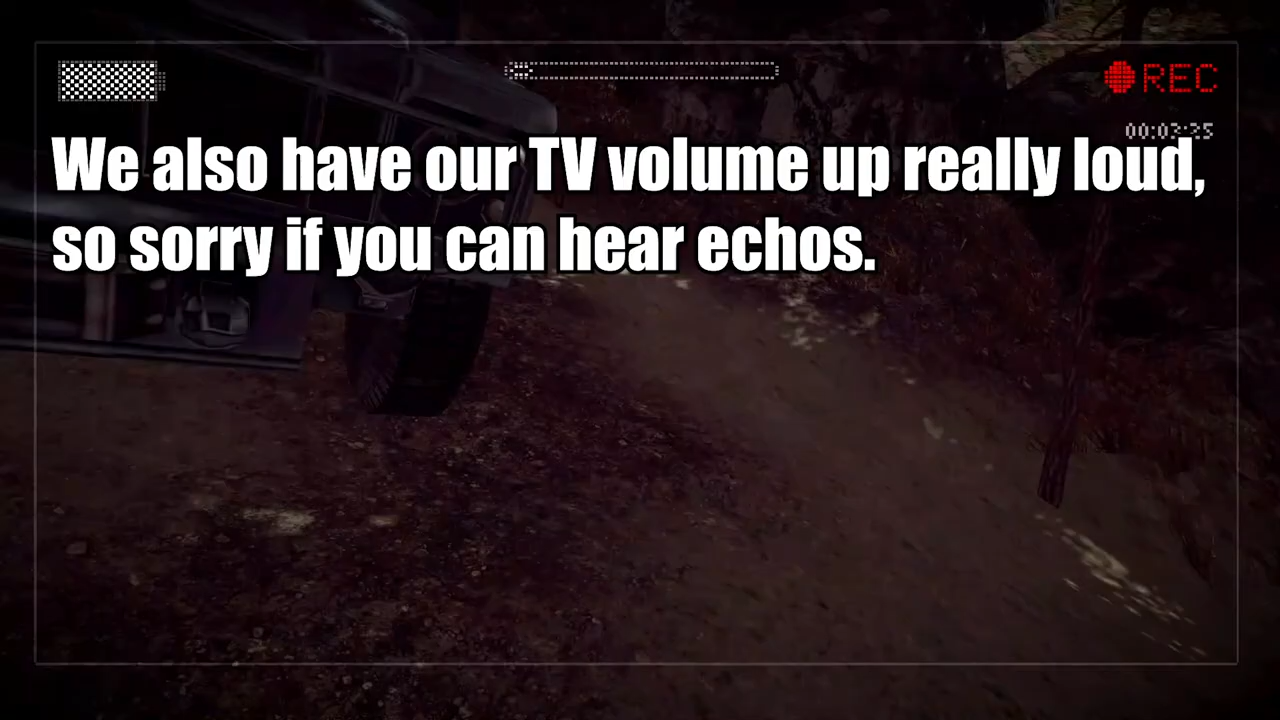 REC
00:03:35
We also have our TV volume up really loud,
so sorry if you can hear echos.